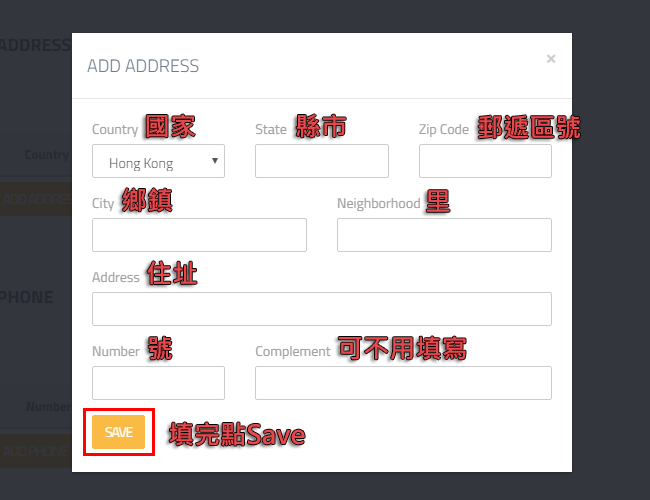 ADDRESS
ADD ADDRESS ×
Country 國家 State 縣市 Zip Code 郵遞區號
Country
Hong Kong
City 鄉鎮 Neighborhood 里
ADD ADDRE
Address 住址
PHONE
Number 號 Complement 可不用填寫
Number
SAVE 填完點Save
ADD PHONE